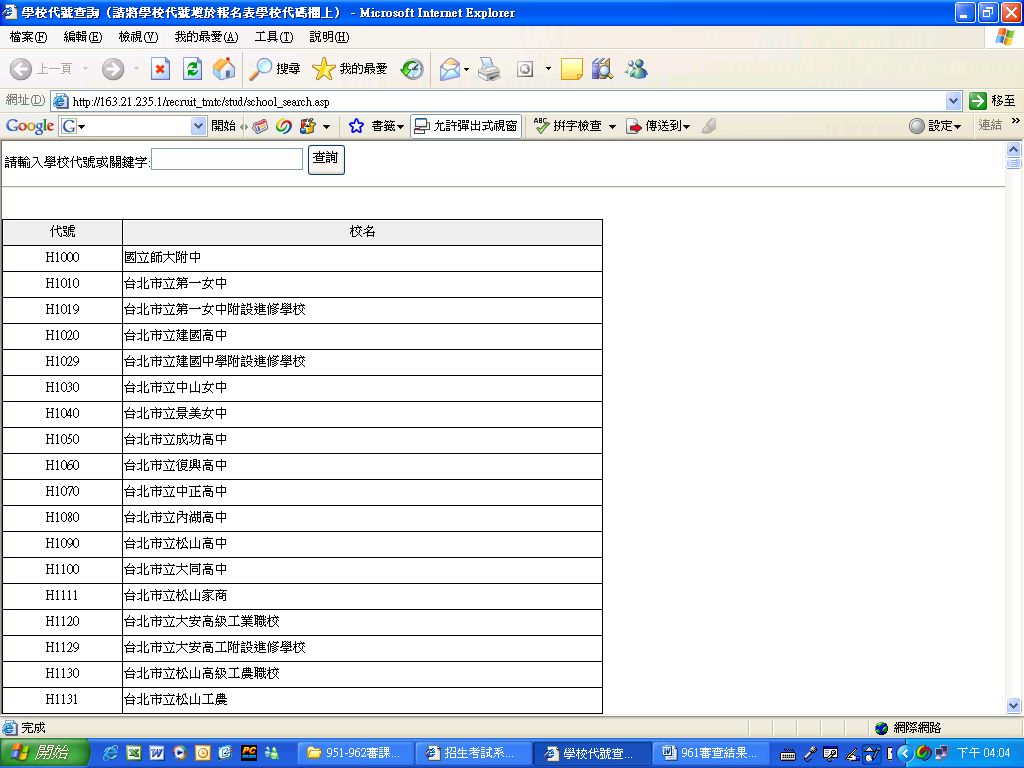 學校代號查詢（請將學校代號填於報名表學校代碼欄上） - Microsoft Internet Explorer
檔案(F) 編輯(E) 檢視(V) 我的最愛(A) 工具(T) 說明(H)
上一頁 搜尋 我的最愛
網址(D) http://163.21.235.1/recruit_tmtc/stud/school_search.asp 移至
Google G 開始 書籤 允許彈出式視窗 ABC 拼字檢查 傳送到 設定 連結 »
請輸入學校代號或關鍵字: 查詢
代號 校名
H1000 國立師大附中
H1010 台北市立第一女中
H1019 台北市立第一女中附設進修學校
H1020 台北市立建國高中
H1029 台北市立建國中學附設進修學校
H1030 台北市立中山女中
H1040 台北市立景美女中
H1050 台北市立成功高中
H1060 台北市立復興高中
H1070 台北市立中正高中
H1080 台北市立內湖高中
H1090 台北市立松山高中
H1100 台北市立大同高中
H1111 台北市立松山家商
H1120 台北市立大安高級工業職校
H1129 台北市立大安高工附設進修學校
H1130 台北市立松山高級工農職校
H1131 台北市立松山工農
完成 網際網路
開始 951-962審課... 招生考試系... 學校代號查... 961審查結果... 下午 04:04